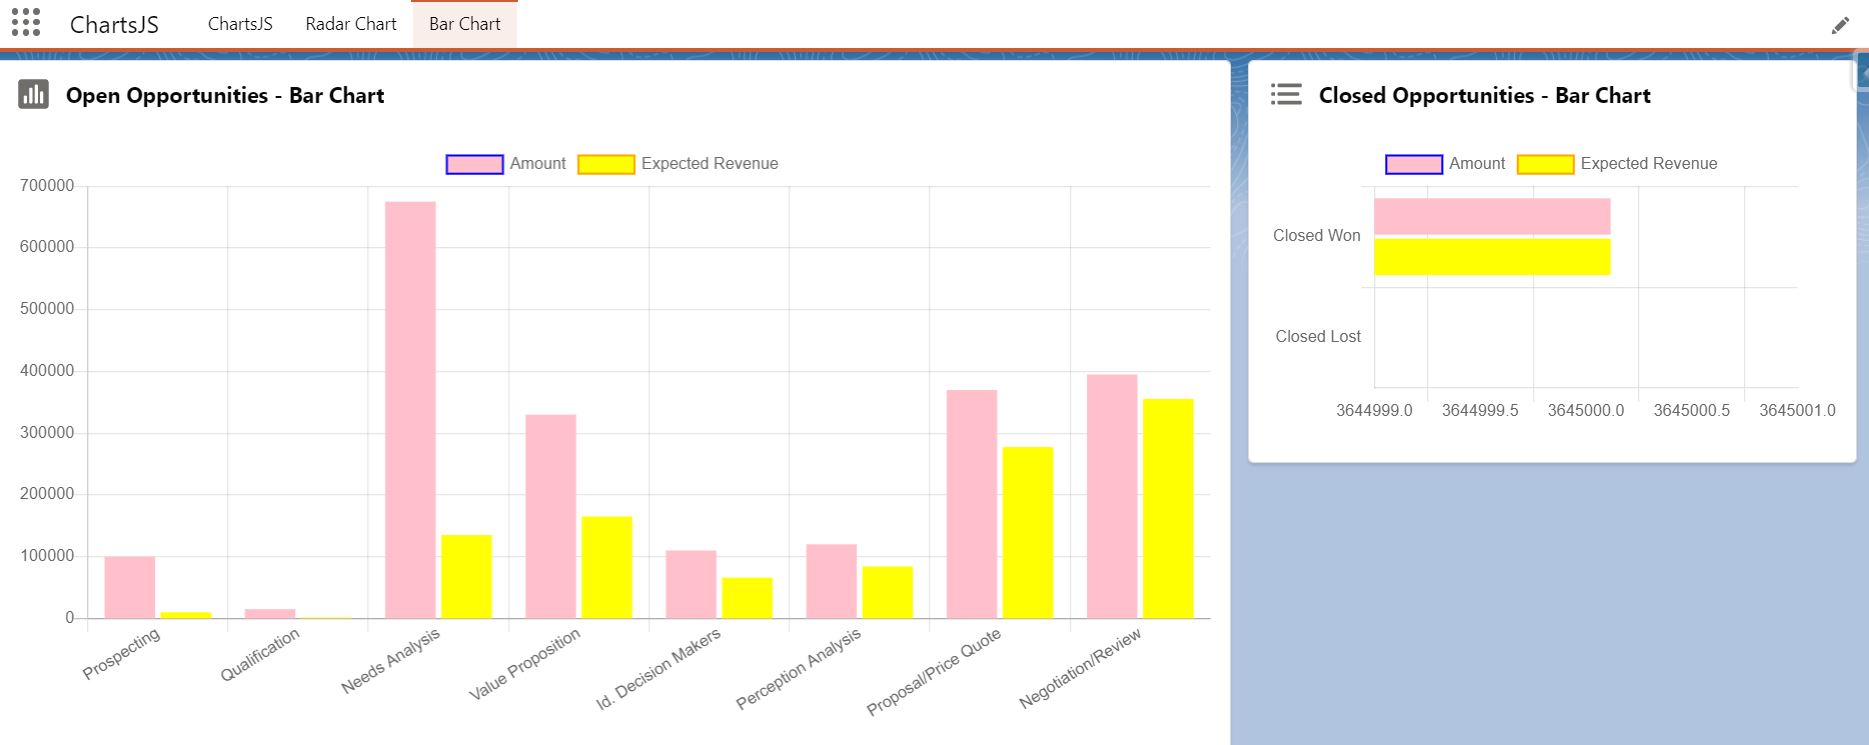 ChartsJS ChartsJS Radar Chart Bar Chart
Open Opportunities - Bar Chart
Amount Expected Revenue
700000
600000
500000
400000
300000
200000
100000
0
Prospecting
Qualification
Needs Analysis
Value Proposition
Id. Decision Makers
Perception Analysis
Proposal/Price Quote
Negotiation/Review
Closed Opportunities - Bar Chart
Amount Expected Revenue
Closed Won
Closed Lost
3644999.0 3644999.5 3645000.0 3645000.5 3645001.0